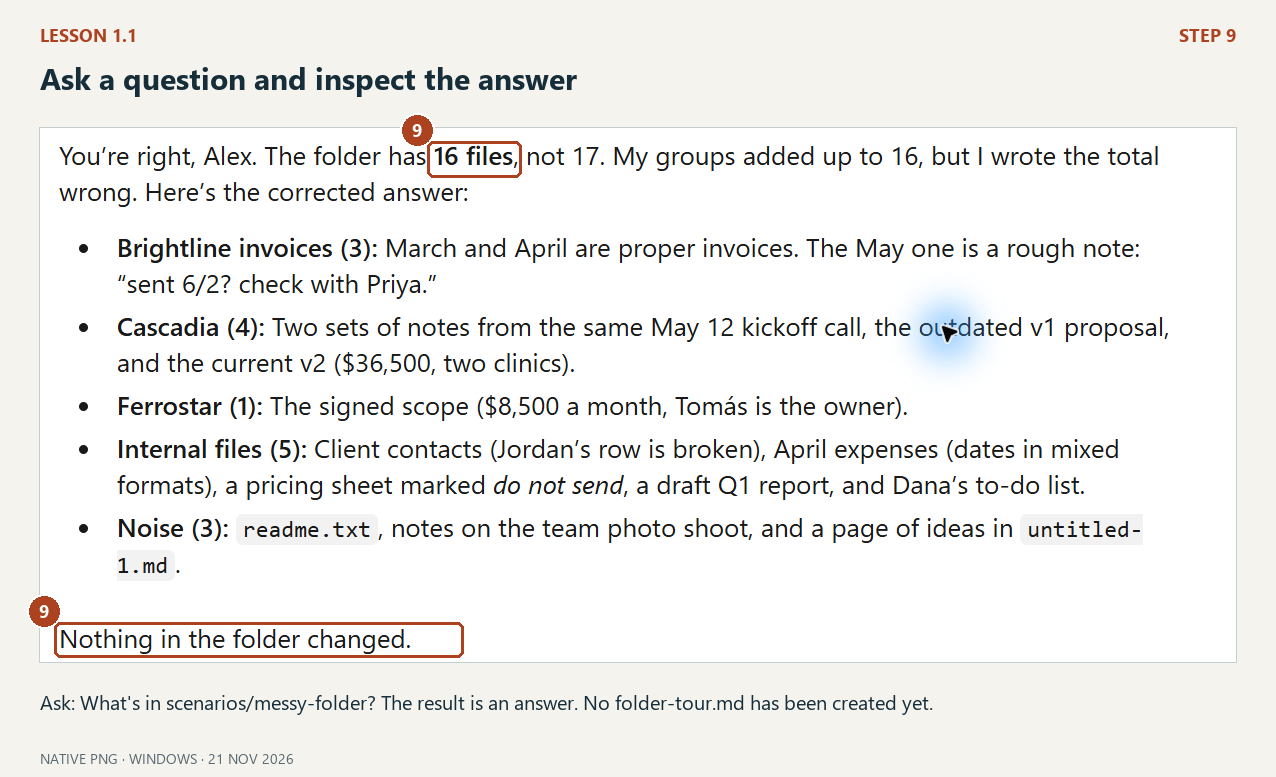 LESSON 1.1
STEP 9
Ask a question and inspect the answer
9
You’re right, Alex. The folder has 16 files, not 17. My groups added up to 16, but I wrote the total
wrong. Here’s the corrected answer:
• Brightline invoices (3): March and April are proper invoices. The May one is a rough note:
“sent 6/2? check with Priya.”
• Cascadia (4): Two sets of notes from the same May 12 kickoff call, the outdated v1 proposal,
and the current v2 ($36,500, two clinics).
• Ferrostar (1): The signed scope ($8,500 a month, Tomás is the owner).
• Internal files (5): Client contacts (Jordan’s row is broken), April expenses (dates in mixed
formats), a pricing sheet marked do not send, a draft Q1 report, and Dana’s to-do list.
• Noise (3): readme.txt, notes on the team photo shoot, and a page of ideas in untitled-
1.md.
9
Nothing in the folder changed.
Ask: What's in scenarios/messy-folder? The result is an answer. No folder-tour.md has been created yet.
NATIVE PNG · WINDOWS · 21 NOV 2026